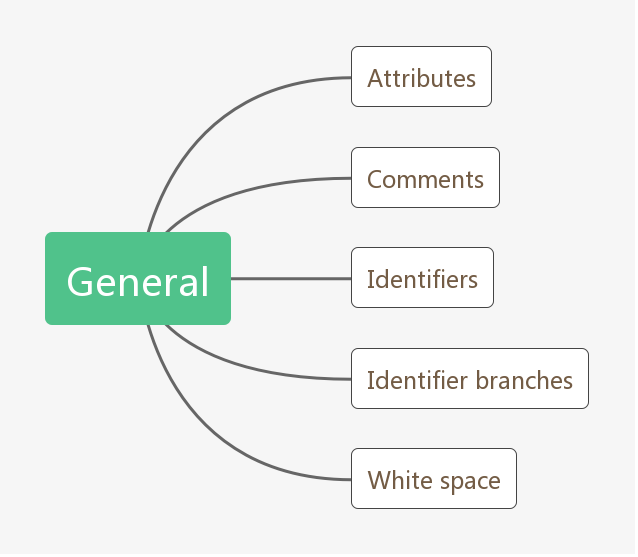 General
Attributes
Comments
Identifiers
Identifier branches
White space